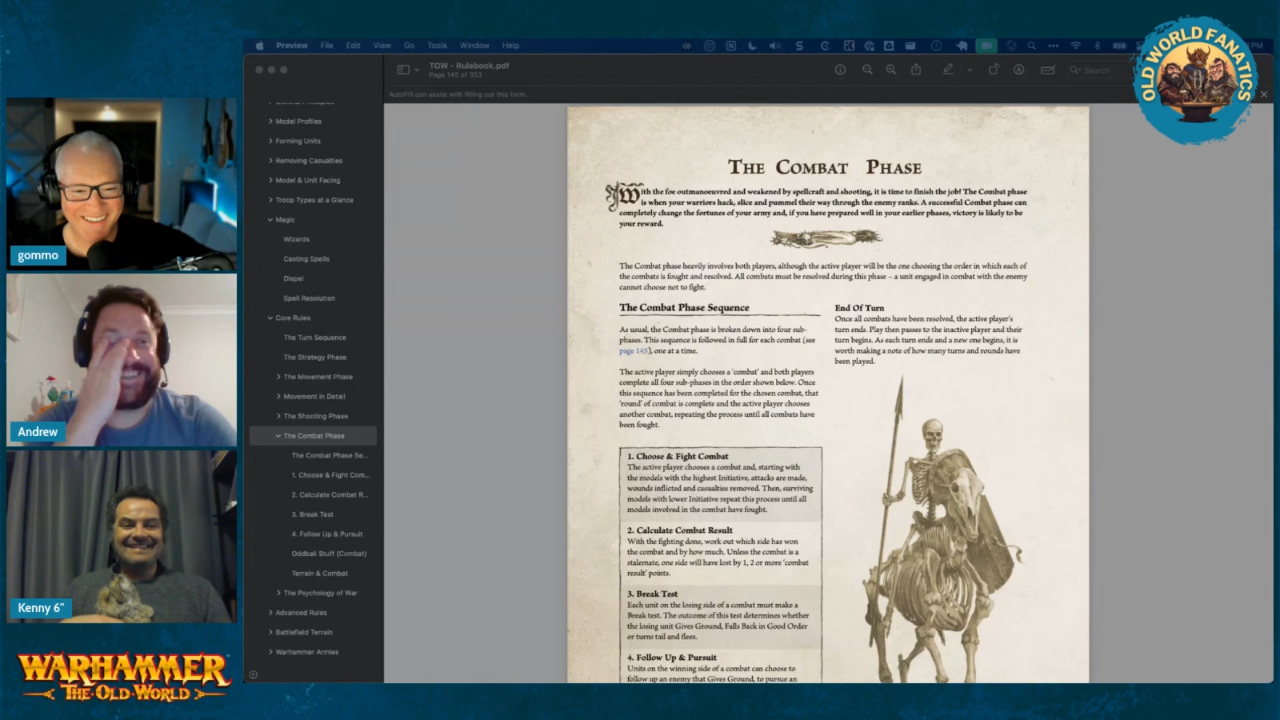 Preview File Edit View Go Tools Window Help
TOW - Rulebook.pdf
Page 145 of 353
Search
AutoFill can assist with filling out this form.
OLD WORLD FANATICS
General Principles
Model Profiles
Forming Units
Removing Casualties
Model & Unit Facing
Troop Types at a Glance
Magic
Wizards
Casting Spells
Dispel
Spell Resolution
Core Rules
The Turn Sequence
The Strategy Phase
The Movement Phase
Movement in Detail
The Shooting Phase
The Combat Phase
The Combat Phase Se...
1. Choose & Fight Com...
2. Calculate Combat R...
3. Break Test
4. Follow Up & Pursuit
Oddball Stuff (Combat)
Terrain & Combat
The Psychology of War
Advanced Rules
Battlefield Terrain
Warhammer Armies
gommo
Andrew
Kenny 6"
WARHAMMER
THE·OLD·WORLD
THE COMBAT PHASE
With the foe outmanoeuvred and weakened by spellcraft and shooting, it is time to finish the job! The Combat phase
is when your warriors hack, slice and pummel their way through the enemy ranks. A successful Combat phase can
completely change the fortunes of your army and, if you have prepared well in your earlier phases, victory is likely to be
your reward.
The Combat phase heavily involves both players, although the active player will be the one choosing the order in which each of
the combats is fought and resolved. All combats must be resolved during this phase – a unit engaged in combat with the enemy
cannot choose not to fight.
The Combat Phase Sequence
As usual, the Combat phase is broken down into four sub-
phases. This sequence is followed in full for each combat (see
page 145), one at a time.
The active player simply chooses a 'combat' and both players
complete all four sub-phases in the order shown below. Once
this sequence has been completed for the chosen combat, that
'round' of combat is complete and the active player chooses
another combat, repeating the process until all combats have
been fought.
1. Choose & Fight Combat
The active player chooses a combat and, starting with
the models with the highest Initiative, attacks are made,
wounds inflicted and casualties removed. Then, surviving
models with lower Initiative repeat this process until all
models involved in the combat have fought.
2. Calculate Combat Result
With the fighting done, work out which side has won
the combat and by how much. Unless the combat is a
stalemate, one side will have lost by 1, 2 or more 'combat
result' points.
3. Break Test
Each unit on the losing side of a combat must make a
Break test. The outcome of this test determines whether
the losing unit Gives Ground, Falls Back in Good Order
or turns tail and flees.
4. Follow Up & Pursuit
Units on the winning side of a combat can choose to
follow up an enemy that Gives Ground, to pursue an
End Of Turn
Once all combats have been resolved, the active player's
turn ends. Play then passes to the inactive player and their
turn begins. As each turn ends and a new one begins, it is
worth making a note of how many turns and rounds have
been played.